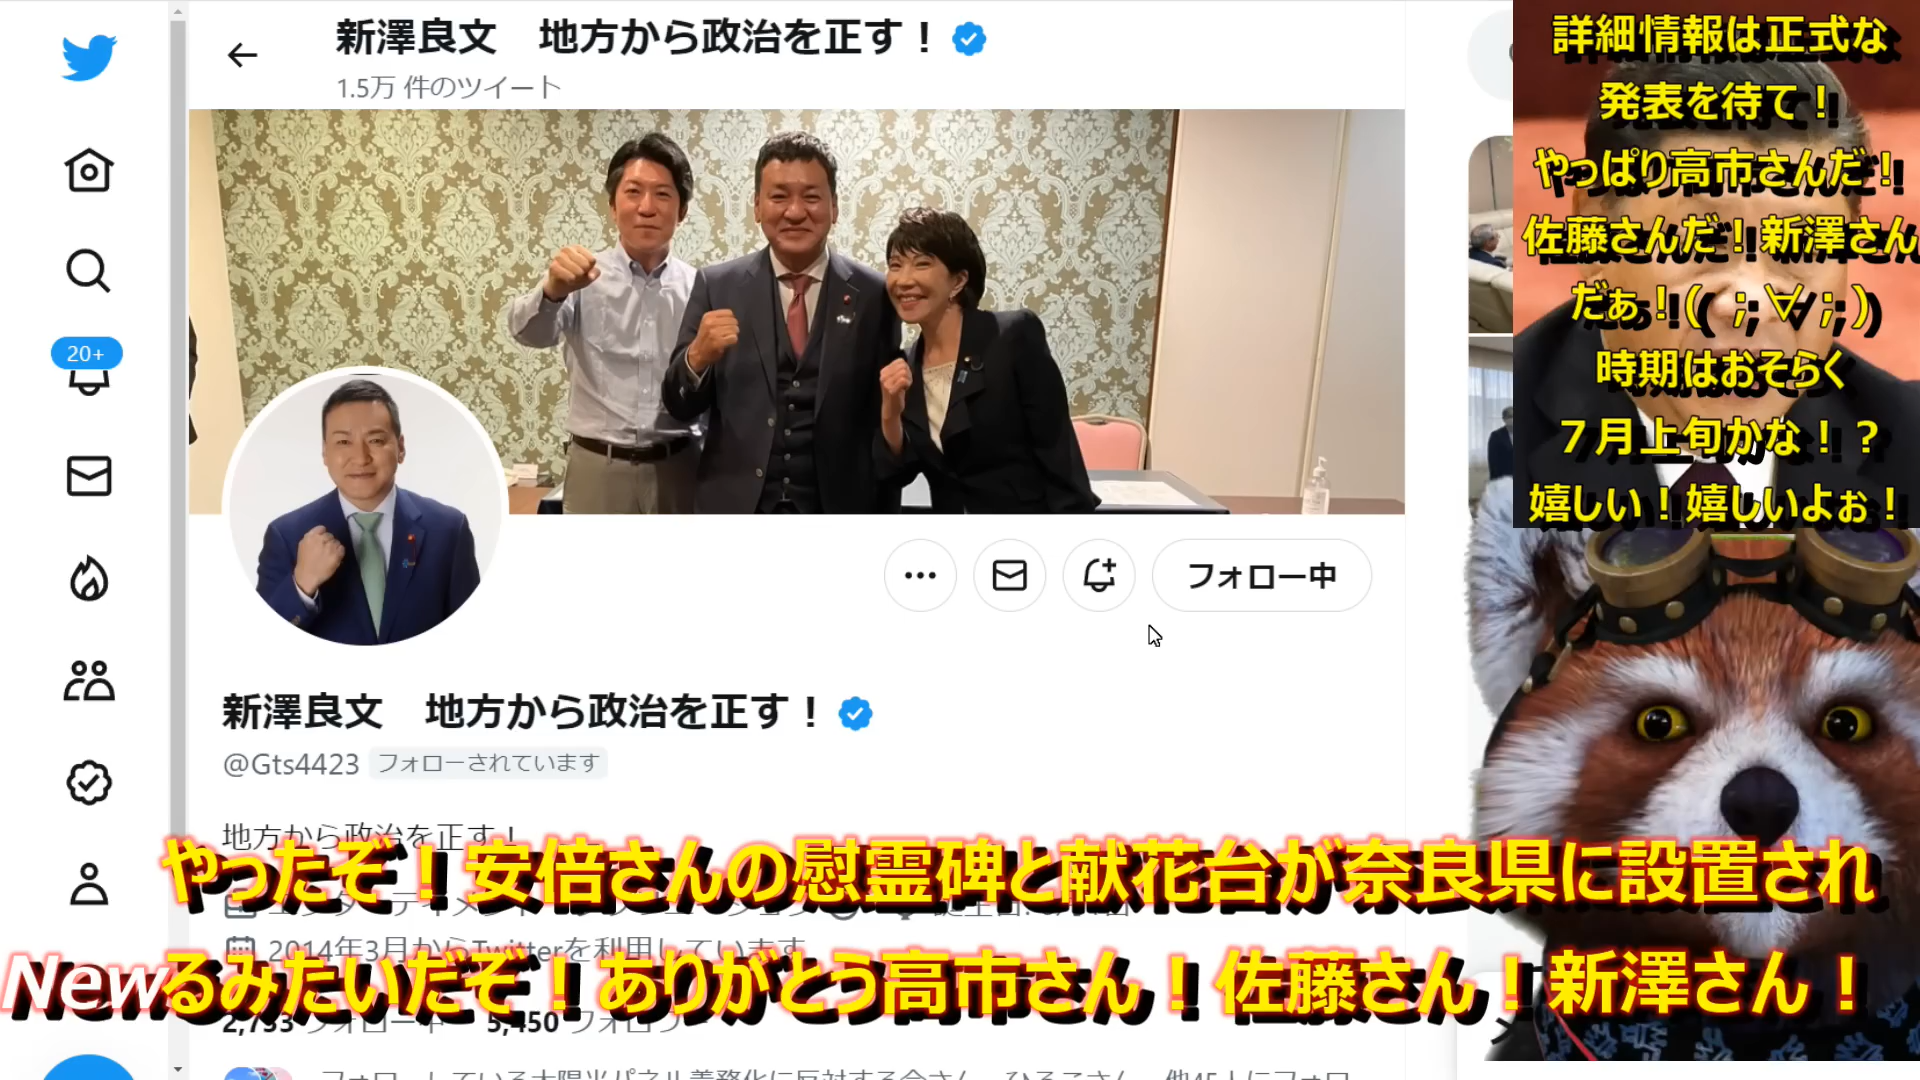 新澤良文　地方から政治を正す！
1.5万 件のツイート
20+
フォロー中
新澤良文　地方から政治を正す！
@Gts4423 フォローされています
地方から政治を正す！
2014年3月からTwitterを利用しています
2,733 フォロー中 5,450 フォロワー
詳細情報は正式な
発表を待て！
やっぱり高市さんだ！
佐藤さんだ！新澤さん
だぁ！( ；∀；)
時期はおそらく
７月上旬かな！？
嬉しい！嬉しいよぉ！
やったぞ！安倍さんの慰霊碑と献花台が奈良県に設置され
Newるみたいだぞ！ありがとう高市さん！佐藤さん！新澤さん！